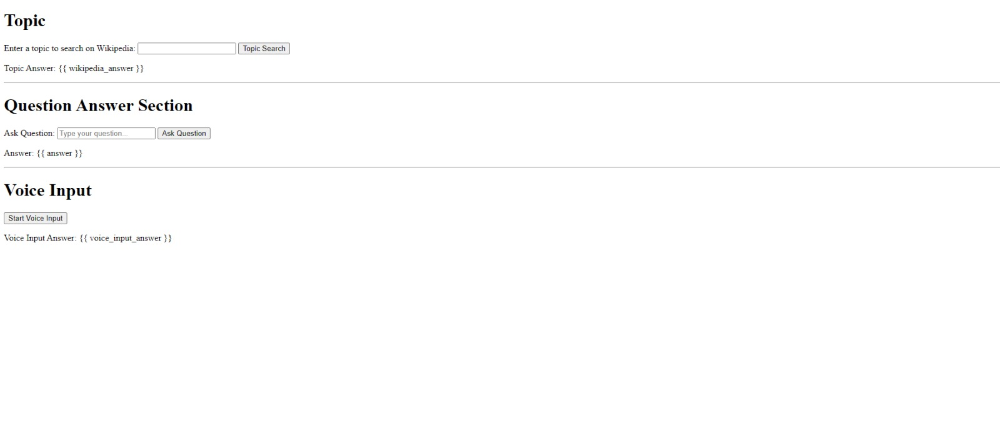 Topic
Enter a topic to search on Wikipedia: Topic Search
Topic Answer: {{ wikipedia_answer }}
Question Answer Section
Ask Question: Type your question... Ask Question
Answer: {{ answer }}
Voice Input
Start Voice Input
Voice Input Answer: {{ voice_input_answer }}